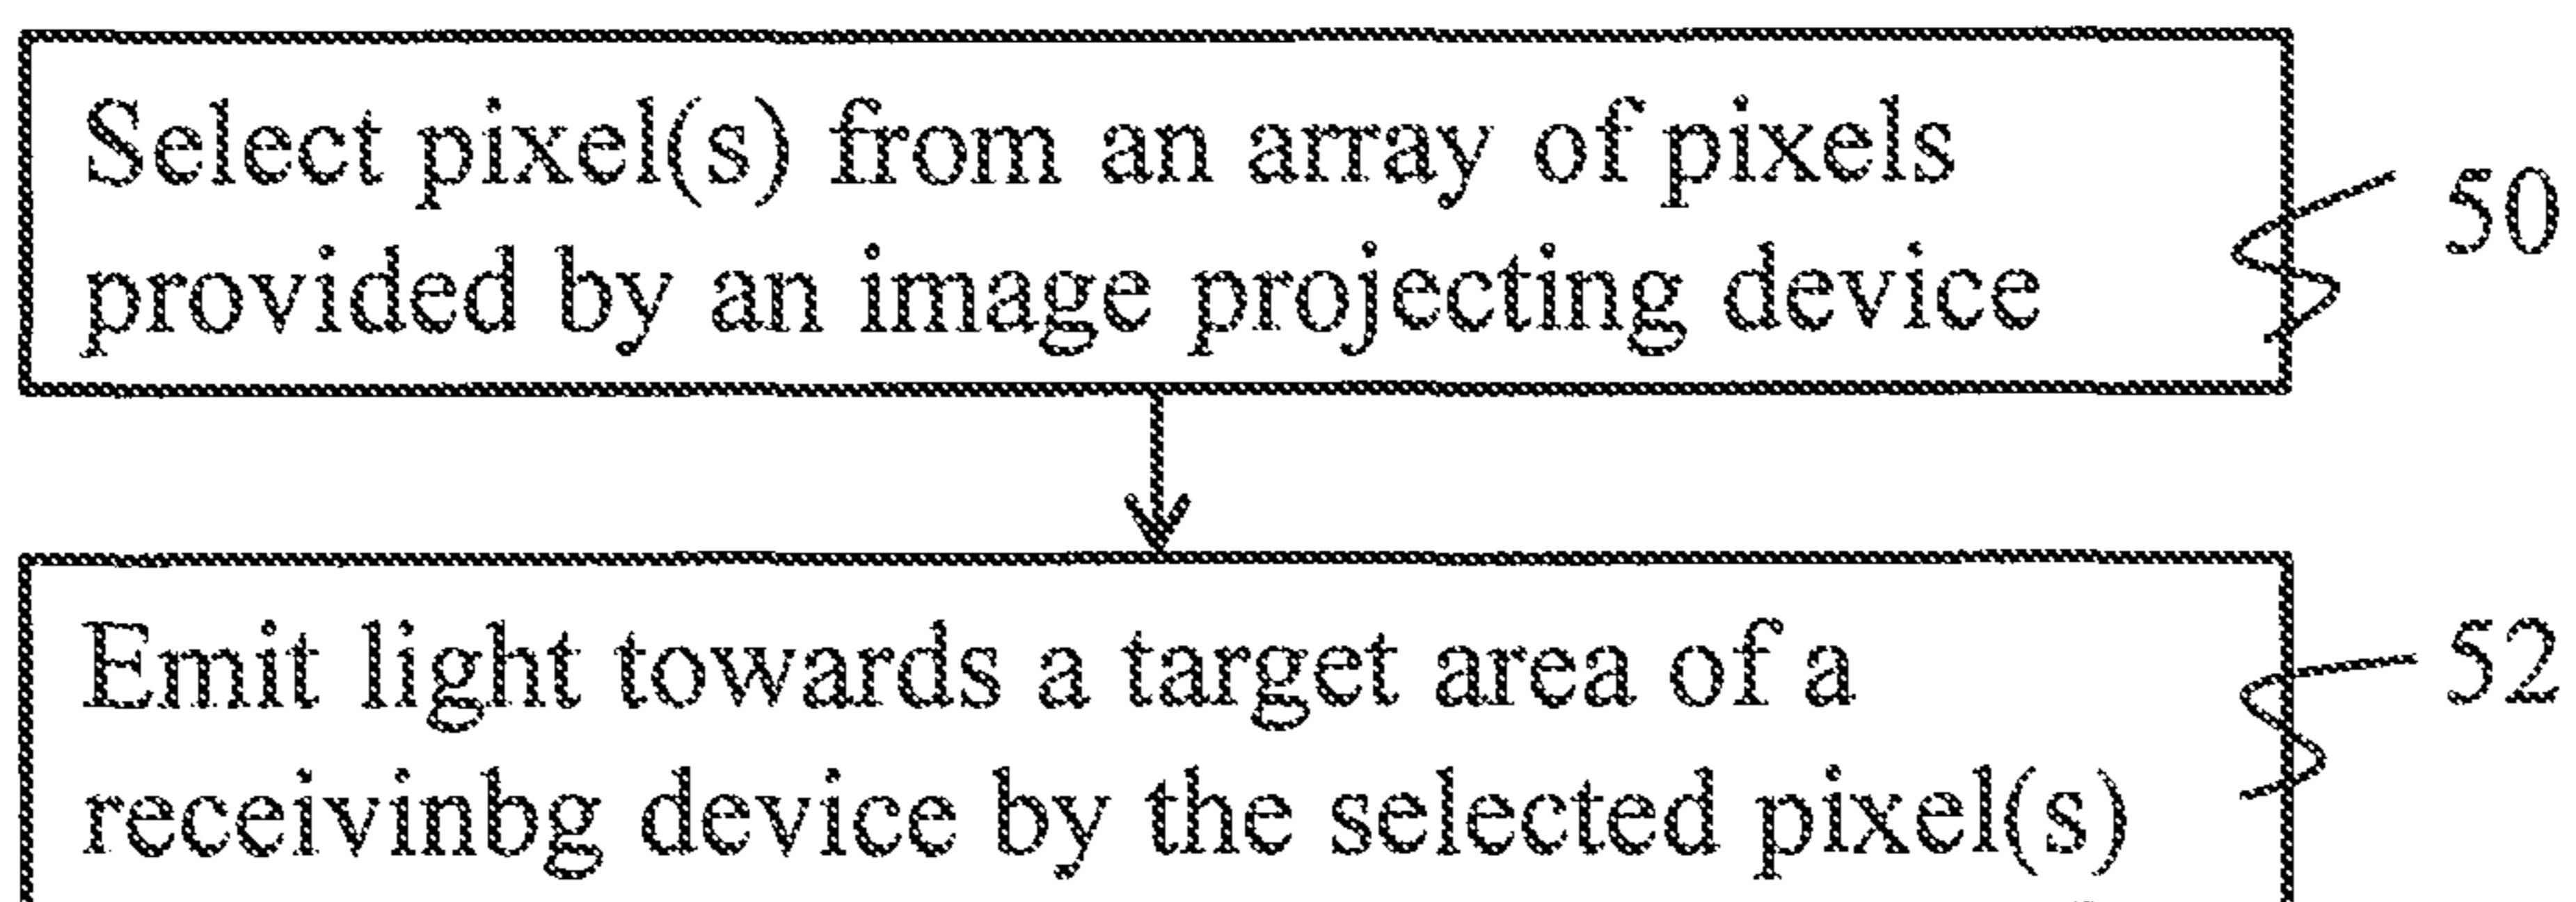 Select pixel(s) from an array of pixels
provided by an image projecting device
50
Emit light towards a target area of a
receivinbg device by the selected pixel(s)
52